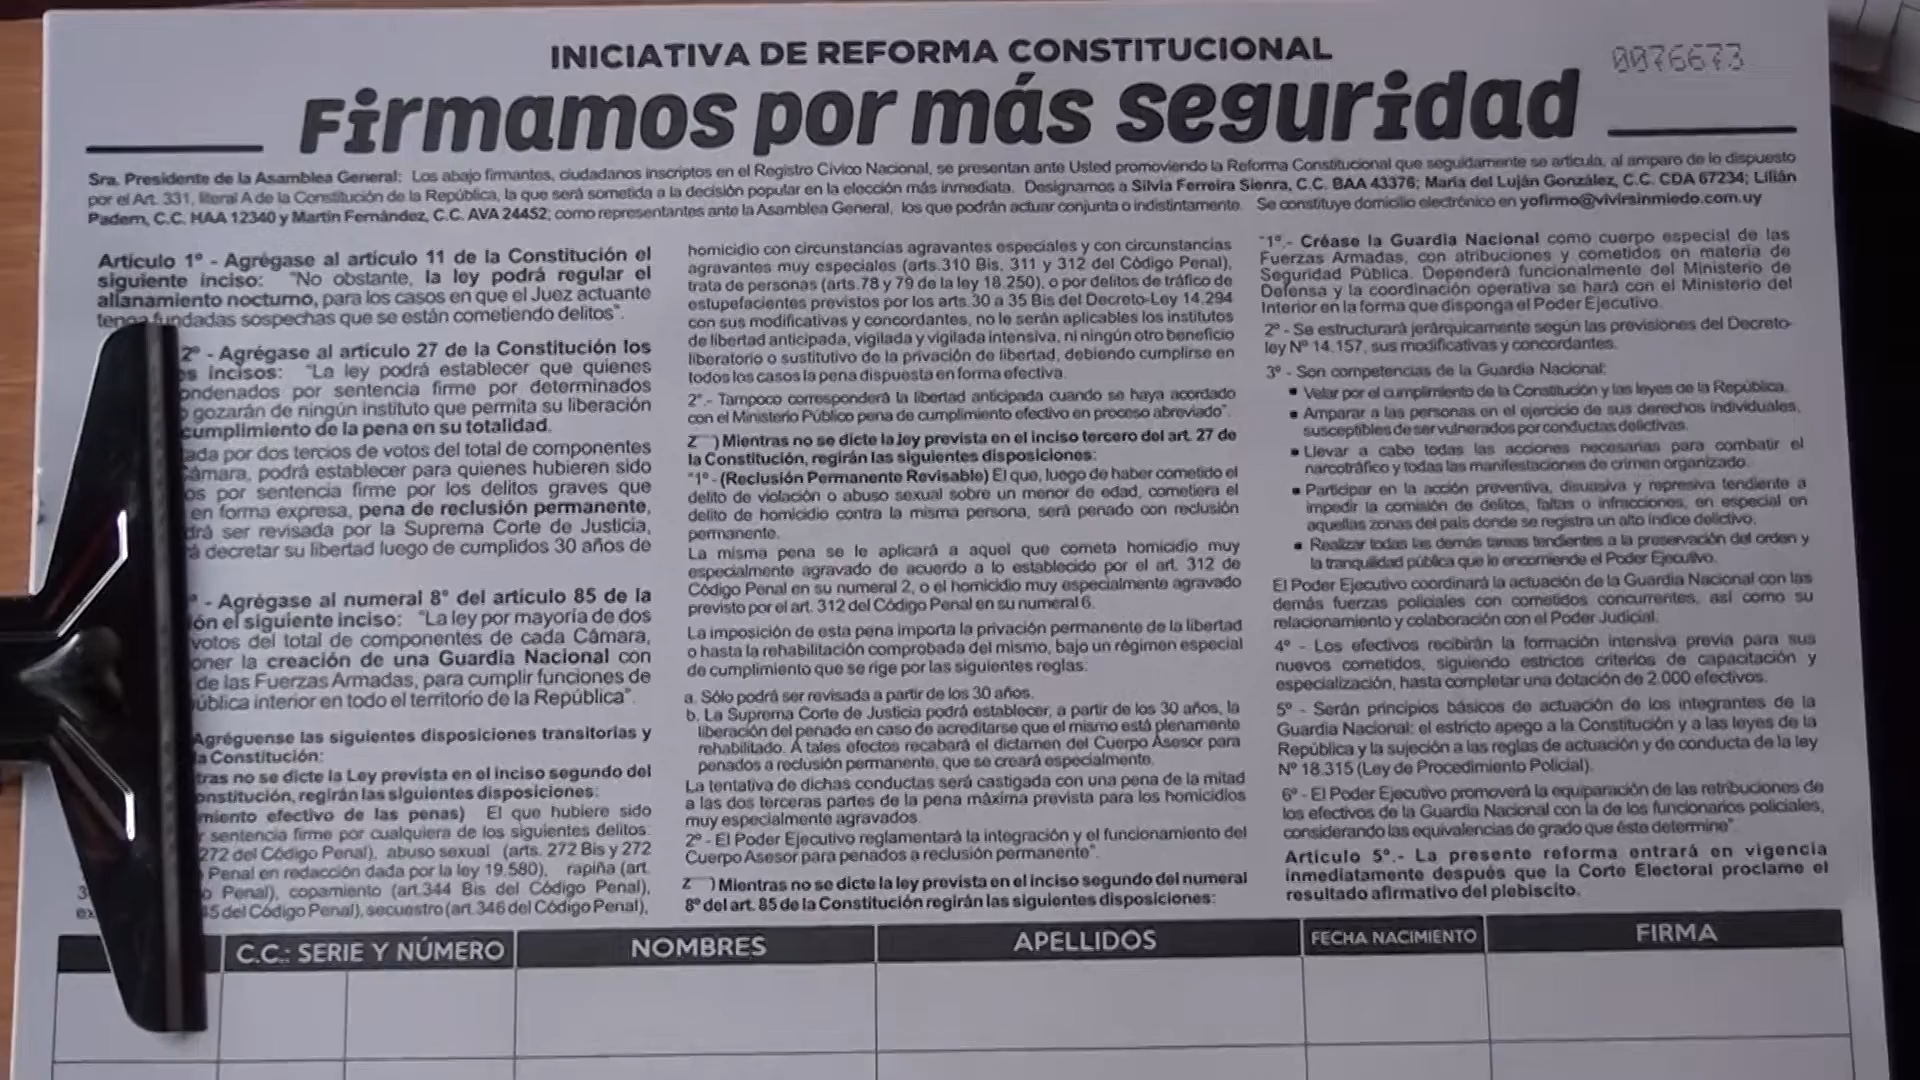 INICIATIVA DE REFORMA CONSTITUCIONAL
0076673
Firmamos por más seguridad
Sra. Presidente de la Asamblea General: Los abajo firmantes, ciudadanos inscriptos en el Registro Cívico Nacional, se presentan ante Usted promoviendo la Reforma Constitucional que seguidamente se articula, al amparo de lo dispuesto
por el Art. 331, literal A de la Constitución de la República, la que será sometida a la decisión popular en la elección más inmediata. Designamos a Silvia Ferreira Sienra, C.C. BAA 43376; María del Luján González, C.C. CDA 67234; Lilián
Padem, C.C. HAA 12340 y Martín Fernández, C.C. AVA 24452; como representantes ante la Asamblea General, los que podrán actuar conjunta o indistintamente. Se constituye domicilio electrónico en yofirmo@vivirsinmiedo.com.uy
Artículo 1º - Agrégase al artículo 11 de la Constitución el
siguiente inciso: "No obstante, la ley podrá regular el
allanamiento nocturno, para los casos en que el Juez actuante
tenga fundadas sospechas que se están cometiendo delitos".
2º - Agrégase al artículo 27 de la Constitución los
os incisos: "La ley podrá establecer que quienes
ondenados por sentencia firme por determinados
gozarán de ningún instituto que permita su liberación
cumplimiento de la pena en su totalidad.
ada por dos tercios de votos del total de componentes
Cámara, podrá establecer para quienes hubieren sido
os por sentencia firme por los delitos graves que
en forma expresa, pena de reclusión permanente,
drá ser revisada por la Suprema Corte de Justicia,
á decretar su libertad luego de cumplidos 30 años de
º - Agrégase al numeral 8º del artículo 85 de la
ón el siguiente inciso: "La ley por mayoría de dos
votos del total de componentes de cada Cámara,
oner la creación de una Guardia Nacional con
de las Fuerzas Armadas, para cumplir funciones de
ública interior en todo el territorio de la República".
Agréguense las siguientes disposiciones transitorias y
a Constitución:
tras no se dicte la Ley prevista en el inciso segundo del
onstitución, regirán las siguientes disposiciones:
miento efectivo de las penas) El que hubiere sido
r sentencia firme por cualquiera de los siguientes delitos:
272 del Código Penal), abuso sexual (arts. 272 Bis y 272
Penal en redacción dada por la ley 19.580), rapiña (art.
3 o Penal), copamiento (art.344 Bis del Código Penal),
ex 45 del Código Penal), secuestro (art.346 del Código Penal),
homicidio con circunstancias agravantes especiales y con circunstancias
agravantes muy especiales (arts.310 Bis, 311 y 312 del Código Penal),
trata de personas (arts.78 y 79 de la ley 18.250), o por delitos de tráfico de
estupefacientes previstos por los arts.30 a 35 Bis del Decreto-Ley 14.294
con sus modificativas y concordantes, no le serán aplicables los institutos
de libertad anticipada, vigilada y vigilada intensiva, ni ningún otro beneficio
liberatorio o sustitutivo de la privación de libertad, debiendo cumplirse en
todos los casos la pena dispuesta en forma efectiva.
2º.- Tampoco corresponderá la libertad anticipada cuando se haya acordado
con el Ministerio Público pena de cumplimiento efectivo en proceso abreviado".
Z ) Mientras no se dicte la ley prevista en el inciso tercero del art. 27 de
la Constitución, regirán las siguientes disposiciones:
"1º - (Reclusión Permanente Revisable) El que, luego de haber cometido el
delito de violación o abuso sexual sobre un menor de edad, cometiera el
delito de homicidio contra la misma persona, será penado con reclusión
permanente.
La misma pena se le aplicará a aquel que cometa homicidio muy
especialmente agravado de acuerdo a lo establecido por el art. 312 de
Código Penal en su numeral 2, o el homicidio muy especialmente agravado
previsto por el art. 312 del Código Penal en su numeral 6.
La imposición de esta pena importa la privación permanente de la libertad
o hasta la rehabilitación comprobada del mismo, bajo un régimen especial
de cumplimiento que se rige por las siguientes reglas:
a. Sólo podrá ser revisada a partir de los 30 años.
b. La Suprema Corte de Justicia podrá establecer, a partir de los 30 años, la
liberación del penado en caso de acreditarse que el mismo está plenamente
rehabilitado. A tales efectos recabará el dictamen del Cuerpo Asesor para
penados a reclusión permanente, que se creará especialmente.
La tentativa de dichas conductas será castigada con una pena de la mitad
a las dos terceras partes de la pena máxima prevista para los homicidios
muy especialmente agravados.
2º - El Poder Ejecutivo reglamentará la integración y el funcionamiento del
Cuerpo Asesor para penados a reclusión permanente".
Z ) Mientras no se dicte la ley prevista en el inciso segundo del numeral
8º del art. 85 de la Constitución regirán las siguientes disposiciones:
"1º.- Créase la Guardia Nacional como cuerpo especial de las
Fuerzas Armadas, con atribuciones y cometidos en materia de
Seguridad Pública. Dependerá funcionalmente del Ministerio de
Defensa y la coordinación operativa se hará con el Ministerio del
Interior en la forma que disponga el Poder Ejecutivo.
2º - Se estructurará jerárquicamente según las previsiones del Decreto-
ley Nº 14.157, sus modificativas y concordantes.
3º - Son competencias de la Guardia Nacional:
▪ Velar por el cumplimiento de la Constitución y las leyes de la República.
▪ Amparar a las personas en el ejercicio de sus derechos individuales,
susceptibles de ser vulnerados por conductas delictivas.
▪ Llevar a cabo todas las acciones necesarias para combatir el
narcotráfico y todas las manifestaciones de crimen organizado.
▪ Participar en la acción preventiva, disuasiva y represiva tendiente a
impedir la comisión de delitos, faltas o infracciones, en especial en
aquellas zonas del país donde se registra un alto índice delictivo.
▪ Realizar todas las demás tareas tendientes a la preservación del orden y
la tranquilidad pública que le encomiende el Poder Ejecutivo.
El Poder Ejecutivo coordinará la actuación de la Guardia Nacional con las
demás fuerzas policiales con cometidos concurrentes, así como su
relacionamiento y colaboración con el Poder Judicial.
4º - Los efectivos recibirán la formación intensiva previa para sus
nuevos cometidos, siguiendo estrictos criterios de capacitación y
especialización, hasta completar una dotación de 2.000 efectivos.
5º - Serán principios básicos de actuación de los integrantes de la
Guardia Nacional: el estricto apego a la Constitución y a las leyes de la
República y la sujeción a las reglas de actuación y de conducta de la ley
Nº 18.315 (Ley de Procedimiento Policial).
6º - El Poder Ejecutivo promoverá la equiparación de las retribuciones de
los efectivos de la Guardia Nacional con la de los funcionarios policiales,
considerando las equivalencias de grado que éste determine".
Artículo 5º.- La presente reforma entrará en vigencia
inmediatamente después que la Corte Electoral proclame el
resultado afirmativo del plebiscito.
C.C.: SERIE Y NÚMERO
NOMBRES
APELLIDOS
FECHA NACIMIENTO
FIRMA